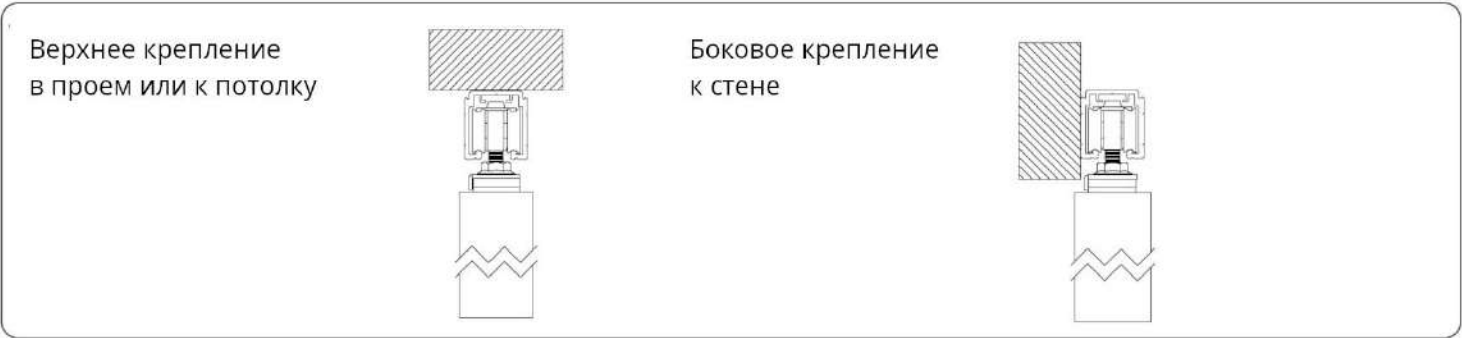 Верхнее крепление
в проем или к потолку
Боковое крепление
к стене